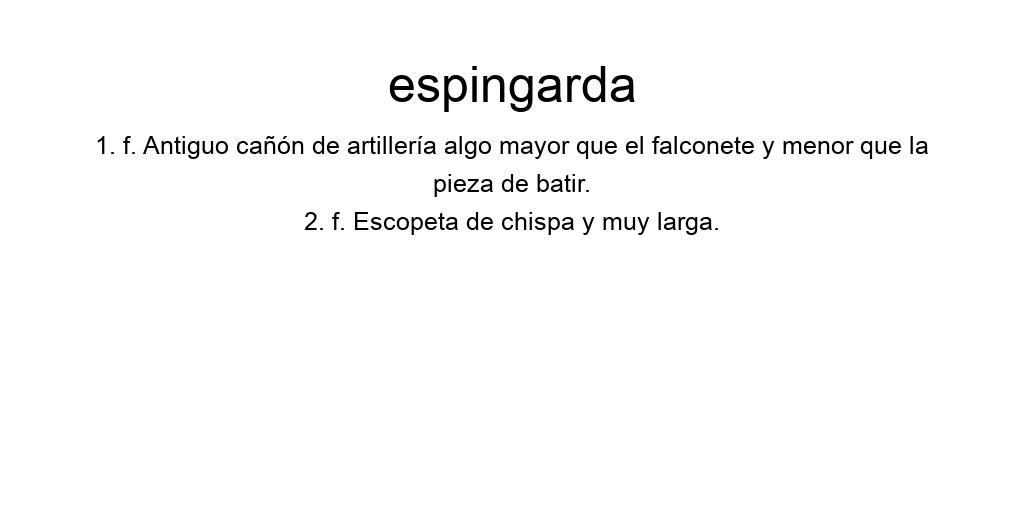 espingarda
1. f. Antiguo cañón de artillería algo mayor que el falconete y menor que la
pieza de batir.
2. f. Escopeta de chispa y muy larga.